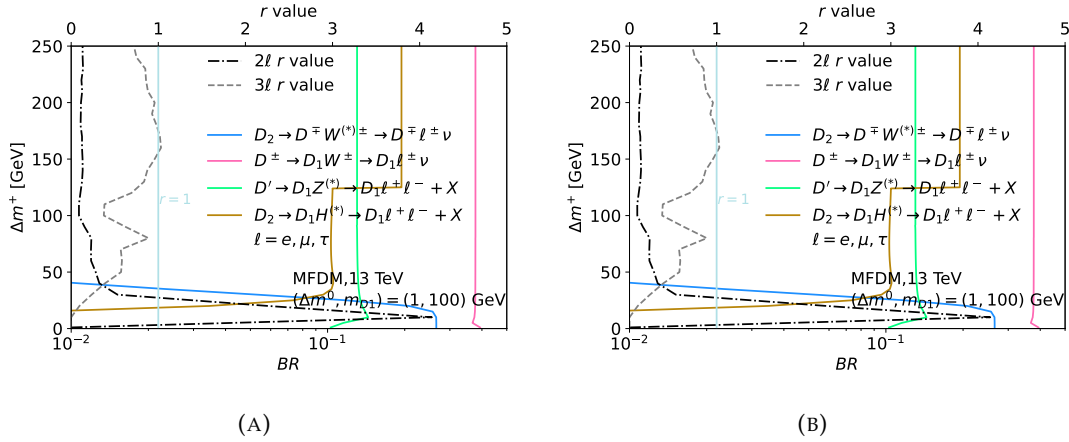 r value
0 1 2 3 4 5
250
200
150
100
50
0
Δm⁺ [GeV]
2ℓ r value
3ℓ r value
D₂ → D^∓ W^(*)± → D^∓ ℓ^± ν
D^± → D₁W^± → D₁ℓ^± ν
D′ → D₁Z^(*) → D₁ℓ⁺ℓ⁻ + X
D₂ → D₁H^(*) → D₁ℓ⁺ℓ⁻ + X
ℓ = e, μ, τ
r = 1
MFDM,13 TeV
(Δm⁰, m_D1) = (1, 100) GeV
10⁻² 10⁻¹
BR
(A)
r value
0 1 2 3 4 5
250
200
150
100
50
0
Δm⁺ [GeV]
2ℓ r value
3ℓ r value
D₂ → D^∓ W^(*)± → D^∓ ℓ^± ν
D^± → D₁W^± → D₁ℓ^± ν
D′ → D₁Z^(*) → D₁ℓ⁺ℓ⁻ + X
D₂ → D₁H^(*) → D₁ℓ⁺ℓ⁻ + X
ℓ = e, μ, τ
r = 1
MFDM,13 TeV
(Δm⁰, m_D1) = (1, 100) GeV
10⁻² 10⁻¹
BR
(B)